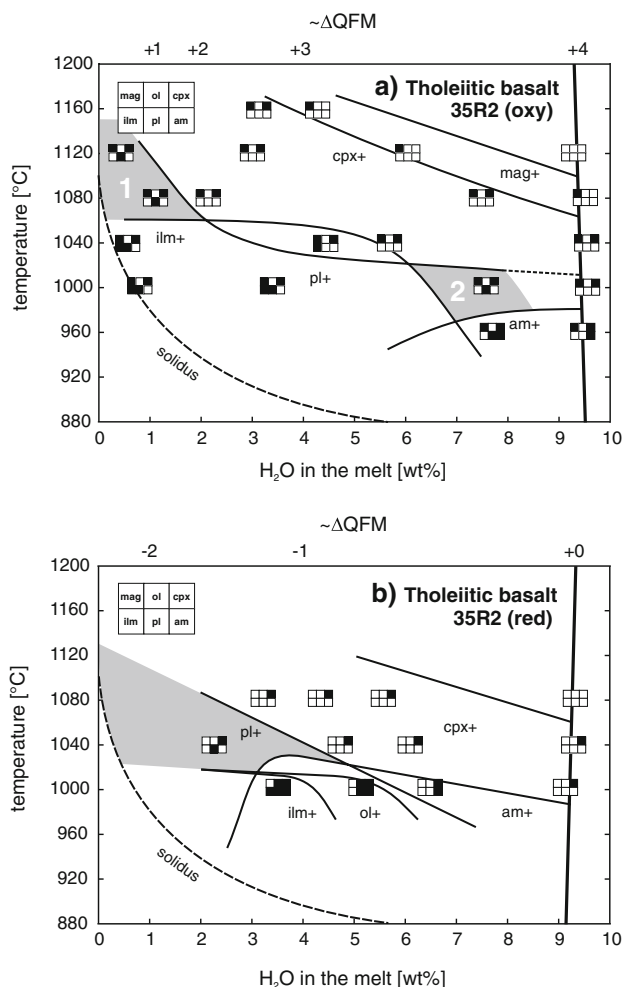 ~ΔQFM
+1 +2 +3 +4
1200
1160
1120
1080
1040
1000
960
920
880
temperature [°C]
mag ol cpx
ilm pl am
a) Tholeiitic basalt
35R2 (oxy)
cpx+
mag+
1
ilm+
pl+
2
am+
solidus
0 1 2 3 4 5 6 7 8 9 10
H₂O in the melt [wt%]
~ΔQFM
-2 -1 +0
1200
1160
1120
1080
1040
1000
960
920
880
temperature [°C]
mag ol cpx
ilm pl am
b) Tholeiitic basalt
35R2 (red)
pl+
cpx+
ilm+
ol+
am+
solidus
0 1 2 3 4 5 6 7 8 9 10
H₂O in the melt [wt%]